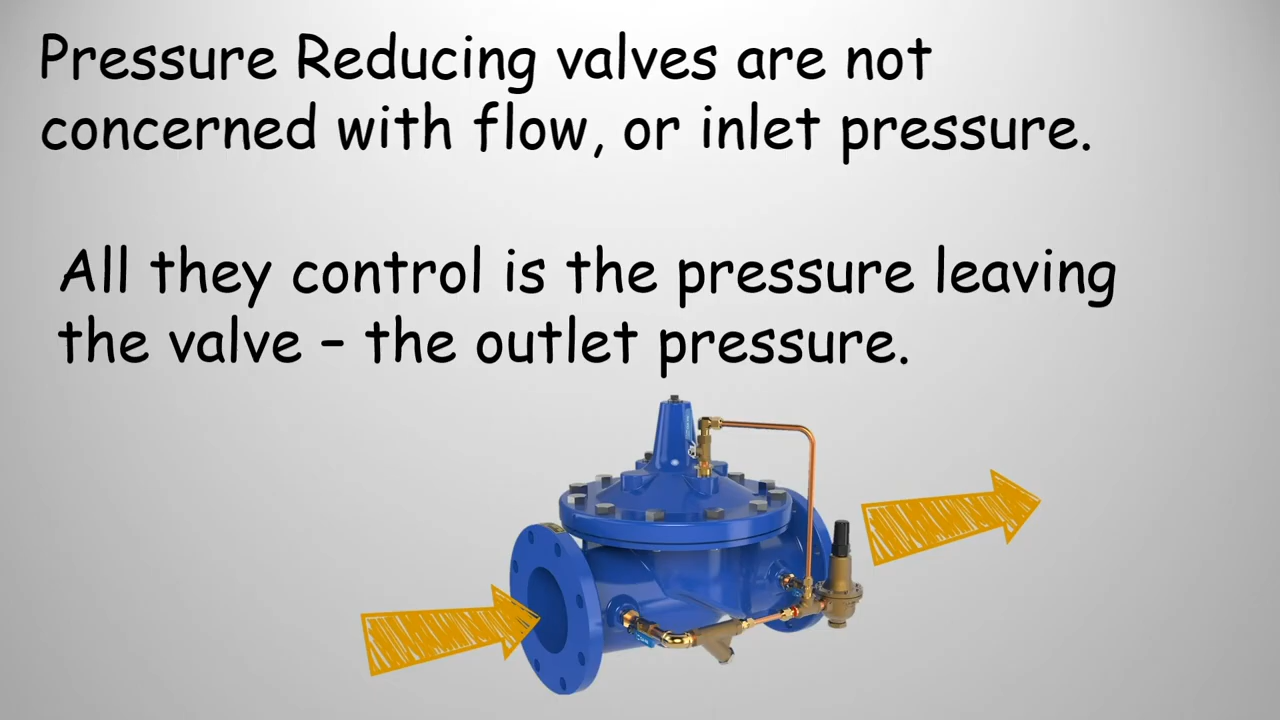 Pressure Reducing valves are not
concerned with flow, or inlet pressure.
All they control is the pressure leaving
the valve – the outlet pressure.